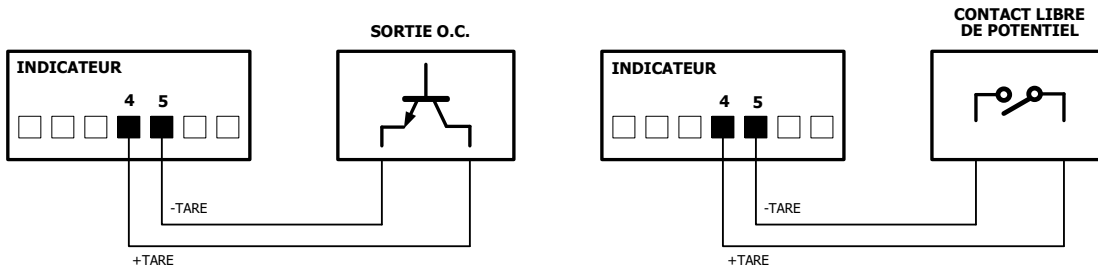 SORTIE O.C.
INDICATEUR
4 5
-TARE
+TARE
CONTACT LIBRE
DE POTENTIEL
INDICATEUR
4 5
-TARE
+TARE